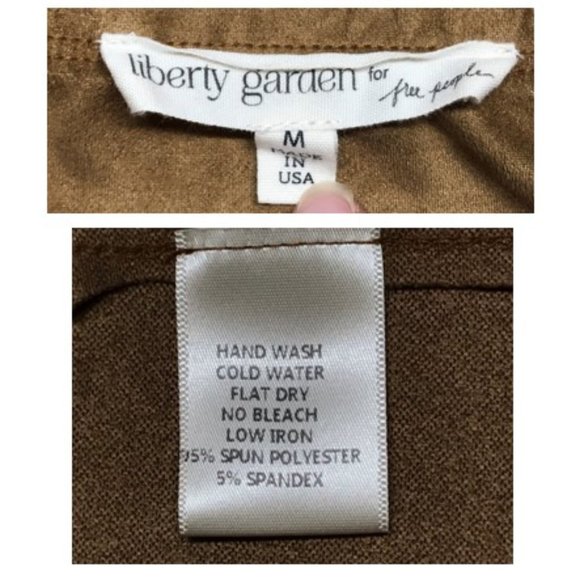 liberty garden for free people
M
MADE
IN
USA
HAND WASH
COLD WATER
FLAT DRY
NO BLEACH
LOW IRON
95% SPUN POLYESTER
5% SPANDEX